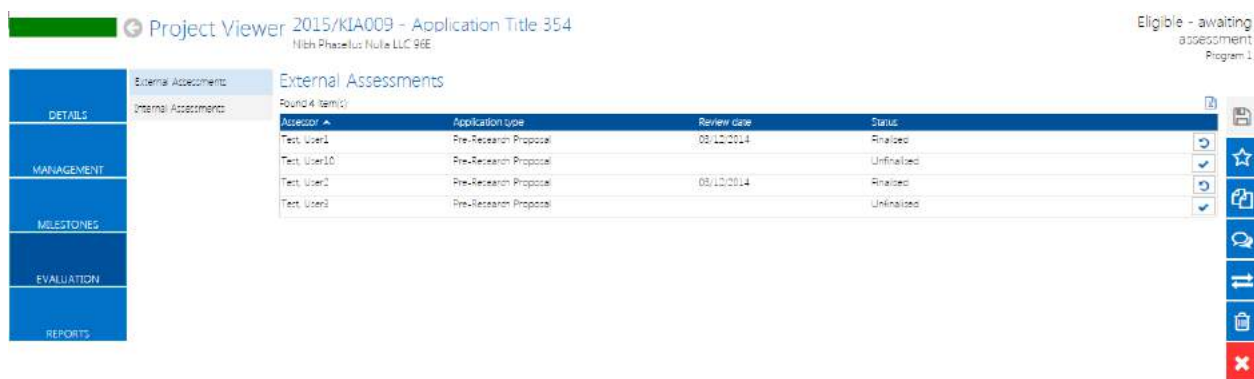 Project Viewer 2015/KIA009 - Application Title 354
Nibh Phasellus Nulla LLC 96E
Eligible - awaiting
assessment
Program 1
DETAILS
MANAGEMENT
MILESTONES
EVALUATION
REPORTS
External Assessments
Internal Assessments
External Assessments
Found 4 item(s)
Assessor Application type Review date Status
Test, User1 Pre-Research Proposal 03/12/2014 Finalised
Test, User10 Pre-Research Proposal Unfinalised
Test, User2 Pre-Research Proposal 03/12/2014 Finalised
Test, User3 Pre-Research Proposal Unfinalised